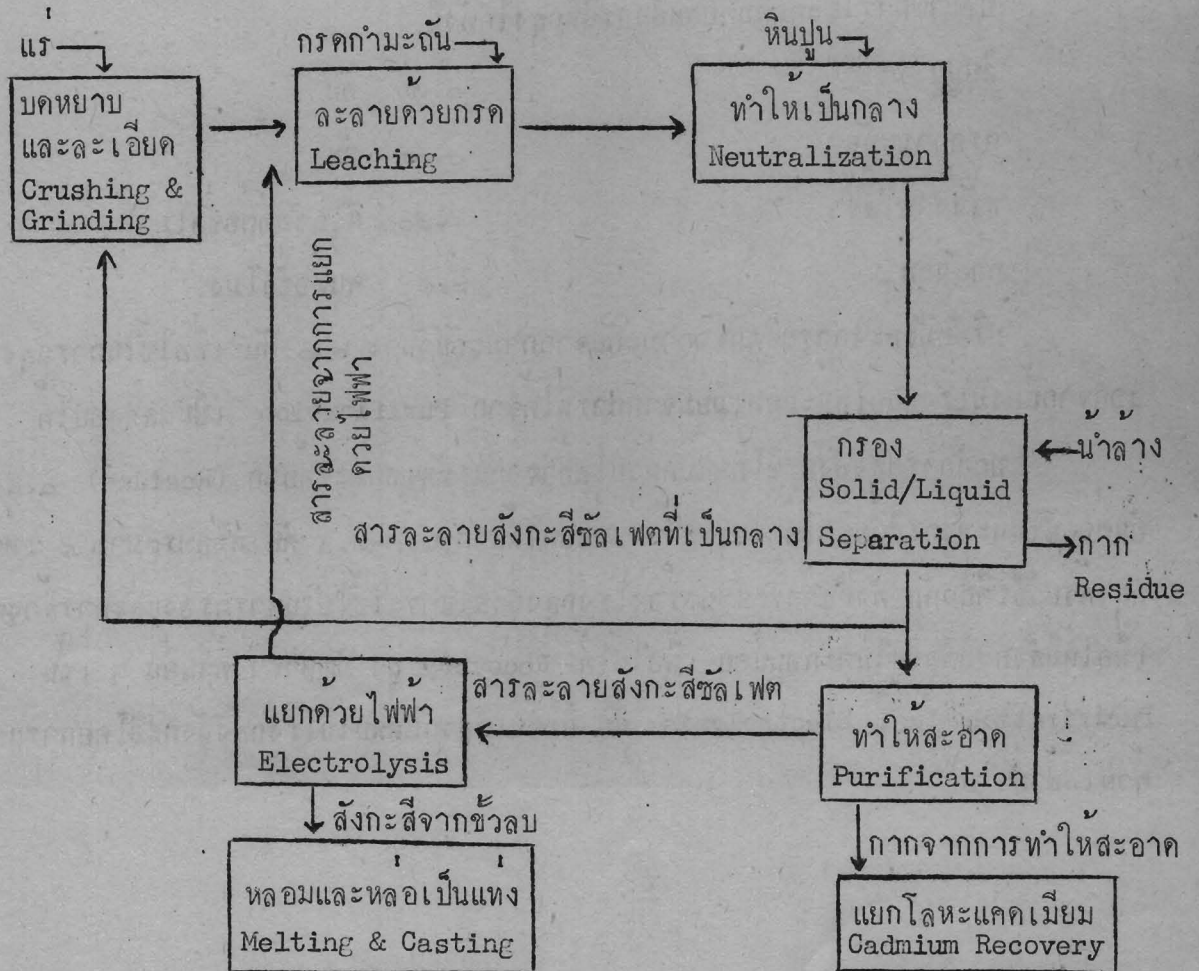 แร่
กรดกำมะถัน
หินปูน
บดหยาบ
และละเอียด
Crushing &
Grinding
ละลายด้วยกรด
Leaching
ทำให้เป็นกลาง
Neutralization
สารละลายจากการแยก
ด้วยไฟฟ้า
กรอง
Solid/Liquid
Separation
น้ำล้าง
กาก
Residue
สารละลายสังกะสีซัลเฟตที่เป็นกลาง
แยกด้วยไฟฟ้า
Electrolysis
สารละลายสังกะสีซัลเฟต
ทำให้สะอาด
Purification
สังกะสีจากขั้วลบ
กากจากการทำให้สะอาด
หลอมและหล่อเป็นแท่ง
Melting & Casting
แยกโลหะแคดเมียม
Cadmium Recovery